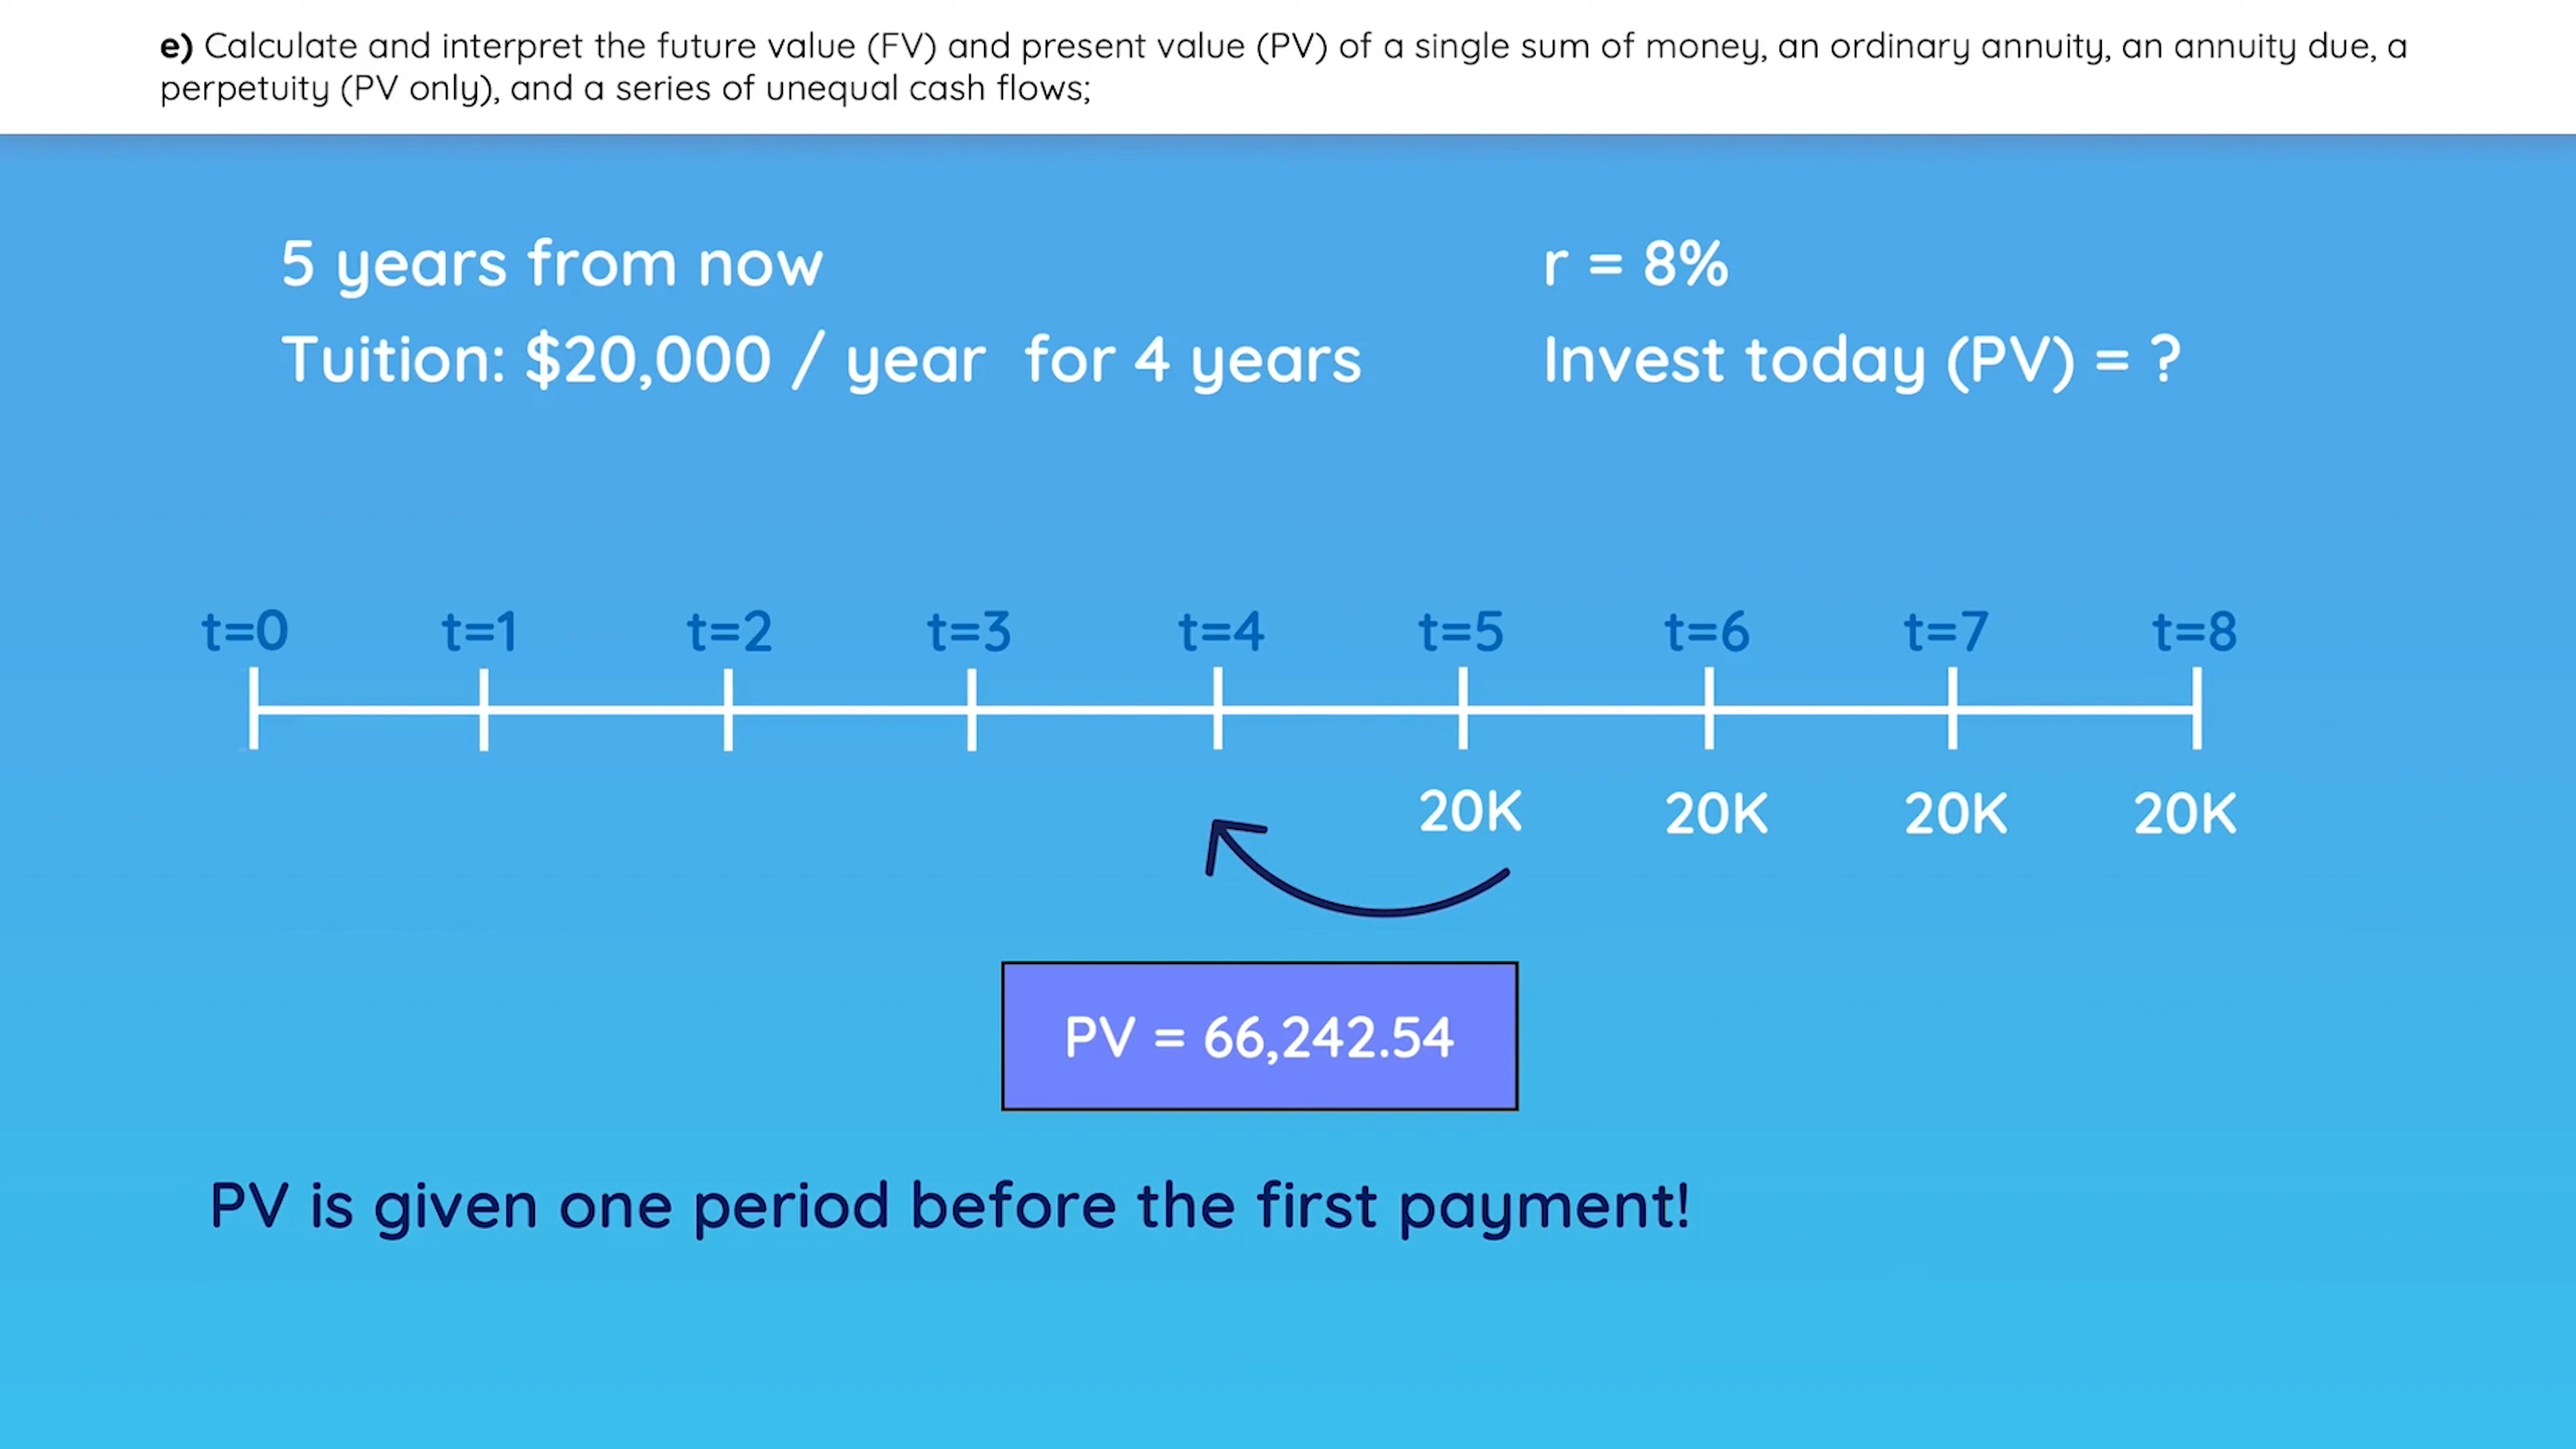 e) Calculate and interpret the future value (FV) and present value (PV) of a single sum of money, an ordinary annuity, an annuity due, a
perpetuity (PV only), and a series of unequal cash flows;
5 years from now
r = 8%
Tuition: $20,000 / year for 4 years
Invest today (PV) = ?
t=0 t=1 t=2 t=3 t=4 t=5 t=6 t=7 t=8
20K 20K 20K 20K
PV = 66,242.54
PV is given one period before the first payment!